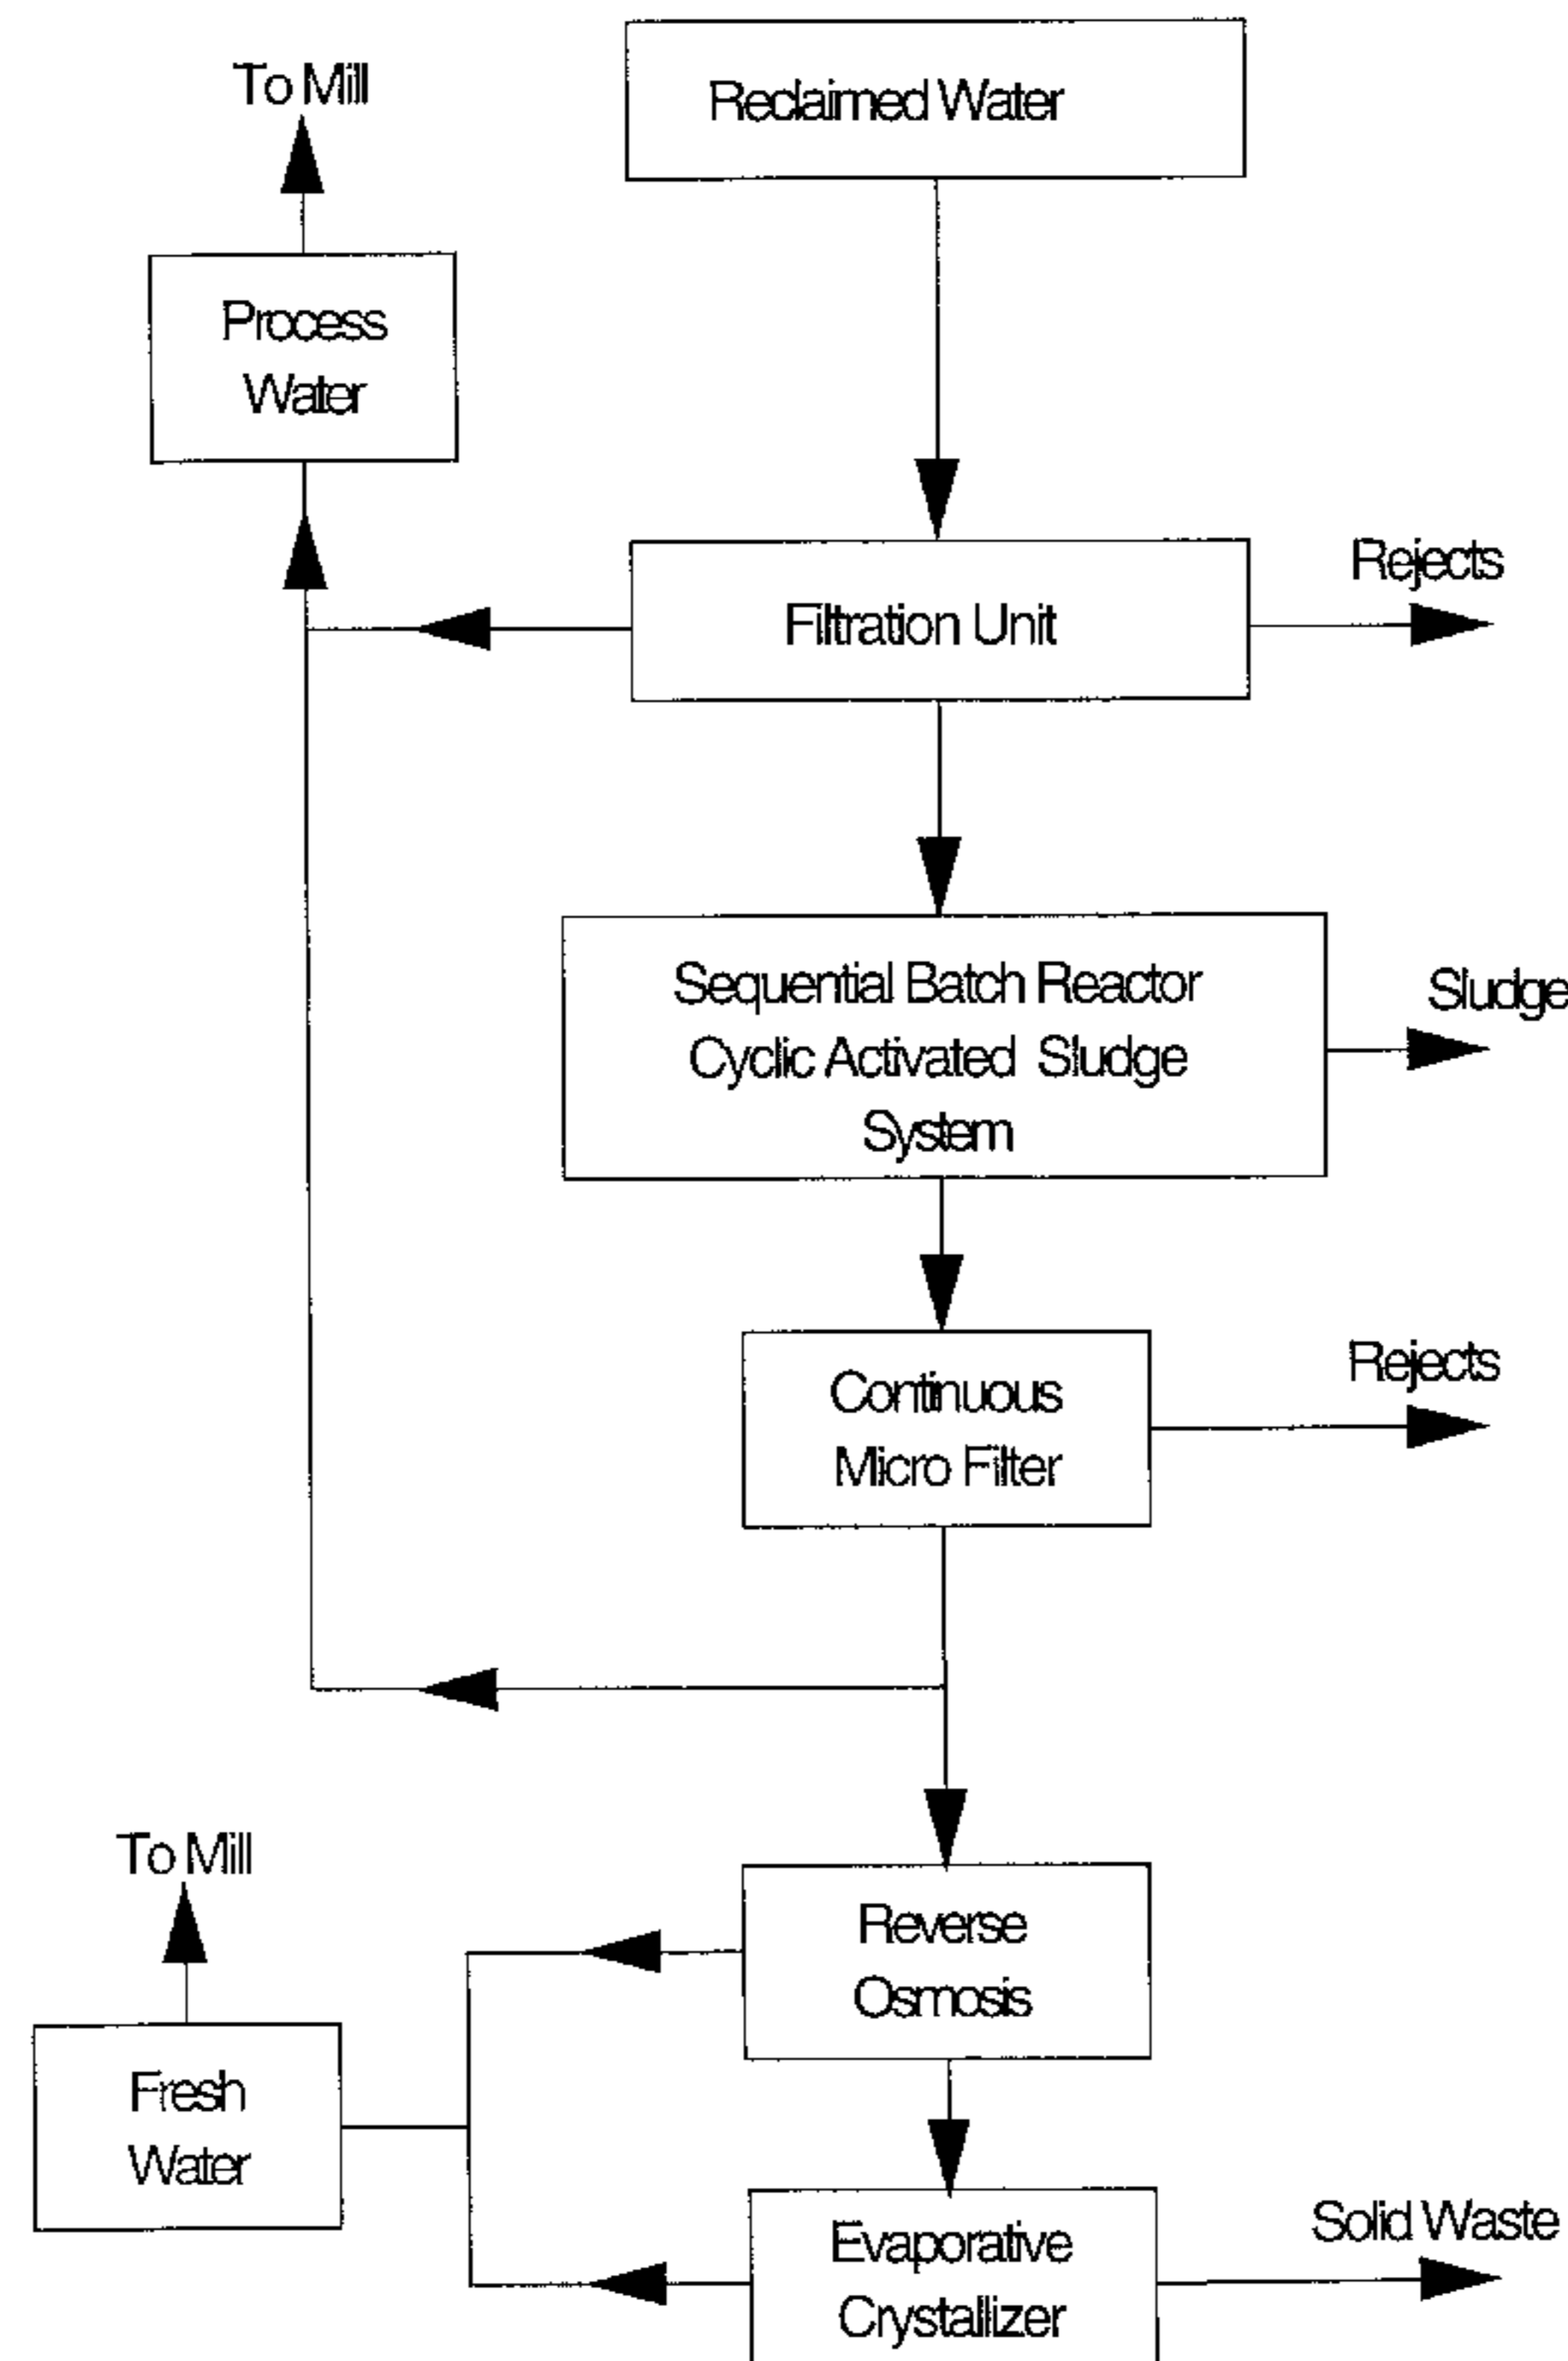 To Mill
Reclaimed Water
Process
Water
Rejects
Filtration Unit
Sequential Batch Reactor
Cyclic Activated Sludge
System
Sludge
Continuous
Micro Filter
Rejects
To Mill
Reverse
Osmosis
Fresh
Water
Evaporative
Crystallizer
Solid Waste